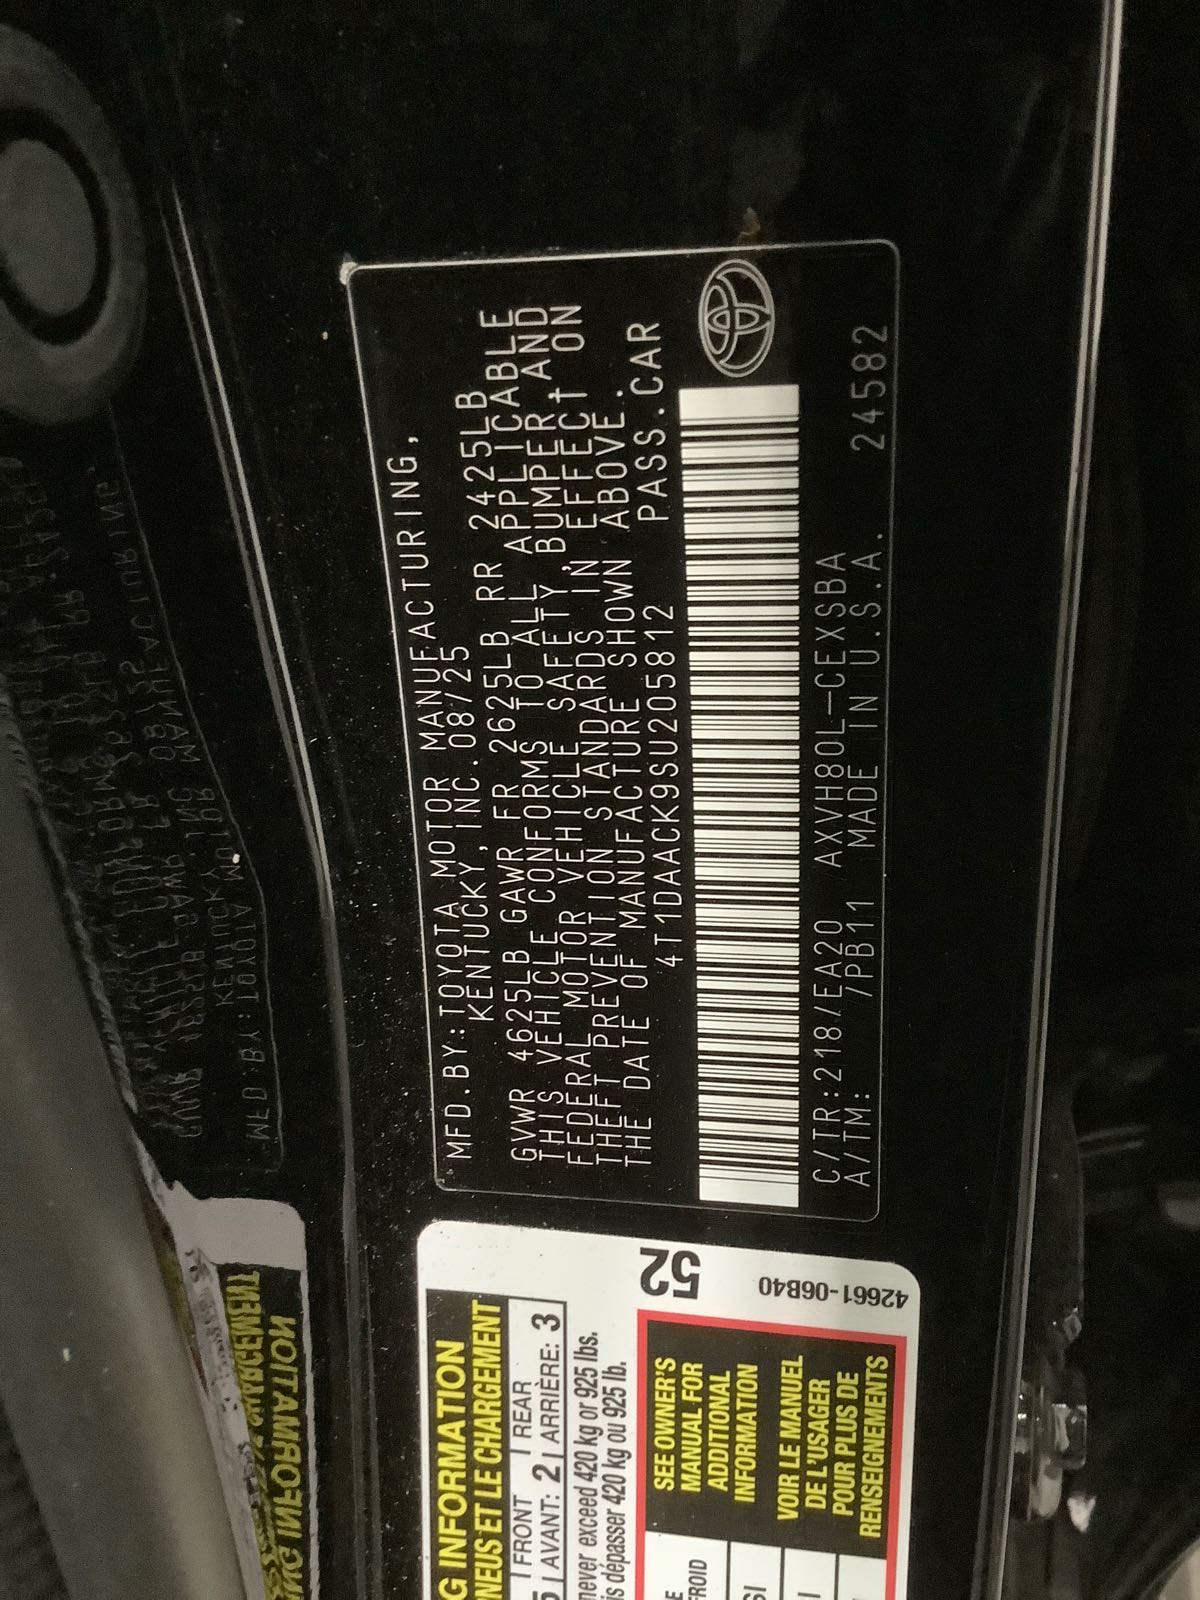 MFD.BY:TOYOTA MOTOR MANUFACTURING,
KENTUCKY,INC.08/25
GVWR 4625LB GAWR FR 2625LB RR 2425LB
THIS VEHICLE CONFORMS TO ALL APPLICABLE
FEDERAL MOTOR VEHICLE SAFETY,BUMPER,AND
THEFT PREVENTION STANDARDS IN EFFECT ON
THE DATE OF MANUFACTURE SHOWN ABOVE.
4T1DAACK9SU205812 PASS.CAR
C/TR:218/EA20 AXVH80L-CEXSBA
A/TM: /PB11 MADE IN U.S.A. 24582
52
42661-06B40
INFORMATION
ET LE CHARGEMENT
FRONT REAR
AVANT: 2 ARRIÈRE: 3
never exceed 420 kg or 925 lbs.
dépasser 420 kg ou 925 lb.
SEE OWNER'S
MANUAL FOR
ADDITIONAL
INFORMATION
VOIR LE MANUEL
DE L'USAGER
POUR PLUS DE
RENSEIGNEMENTS